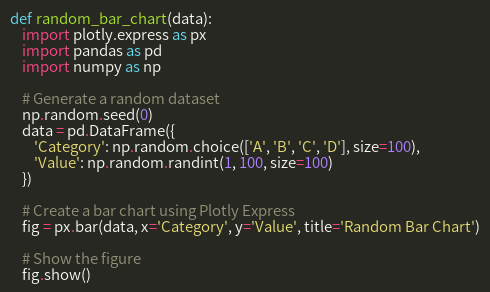 def random_bar_chart(data):
    import plotly.express as px
    import pandas as pd
    import numpy as np

    # Generate a random dataset
    np.random.seed(0)
    data = pd.DataFrame({
        'Category': np.random.choice(['A', 'B', 'C', 'D'], size=100),
        'Value': np.random.randint(1, 100, size=100)
    })

    # Create a bar chart using Plotly Express
    fig = px.bar(data, x='Category', y='Value', title='Random Bar Chart')

    # Show the figure
    fig.show()